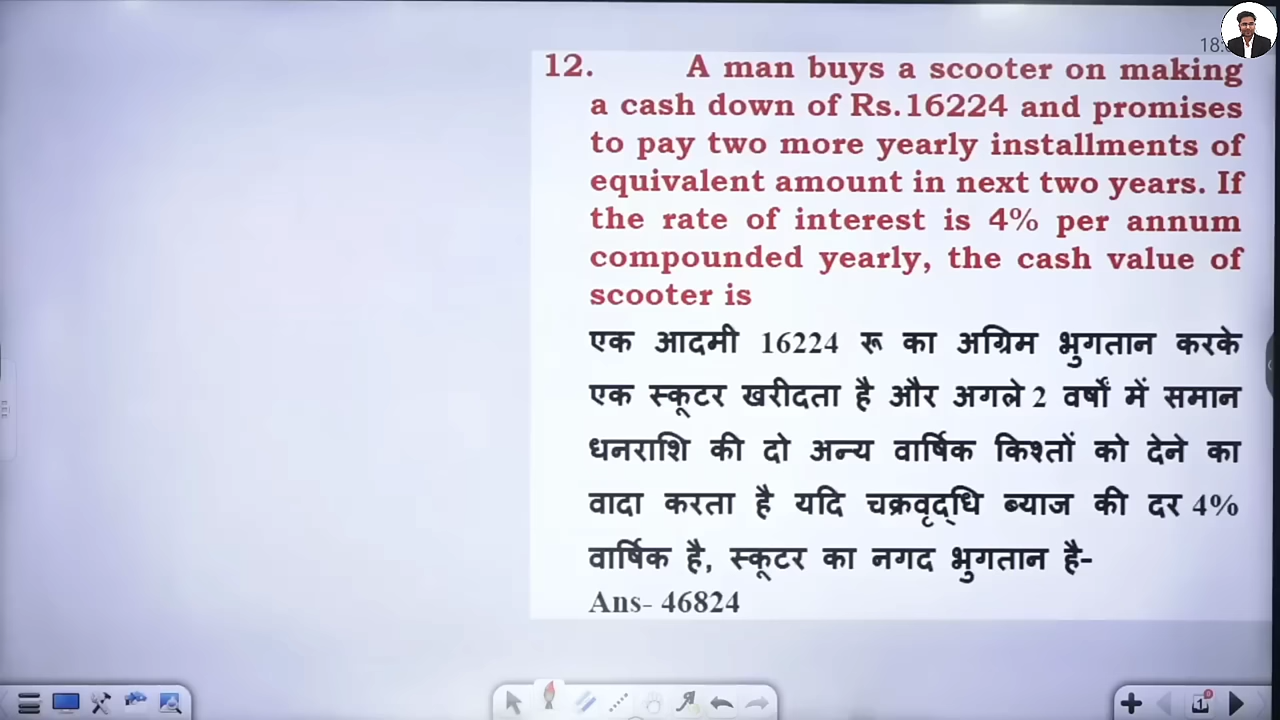 18:
12. A man buys a scooter on making
a cash down of Rs.16224 and promises
to pay two more yearly installments of
equivalent amount in next two years. If
the rate of interest is 4% per annum
compounded yearly, the cash value of
scooter is
एक आदमी 16224 रू का अग्रिम भुगतान करके
एक स्कूटर खरीदता है और अगले 2 वर्षों में समान
धनराशि की दो अन्य वार्षिक किश्तों को देने का
वादा करता है यदि चक्रवृद्धि ब्याज की दर 4%
वार्षिक है, स्कूटर का नगद भुगतान है-
Ans- 46824
1